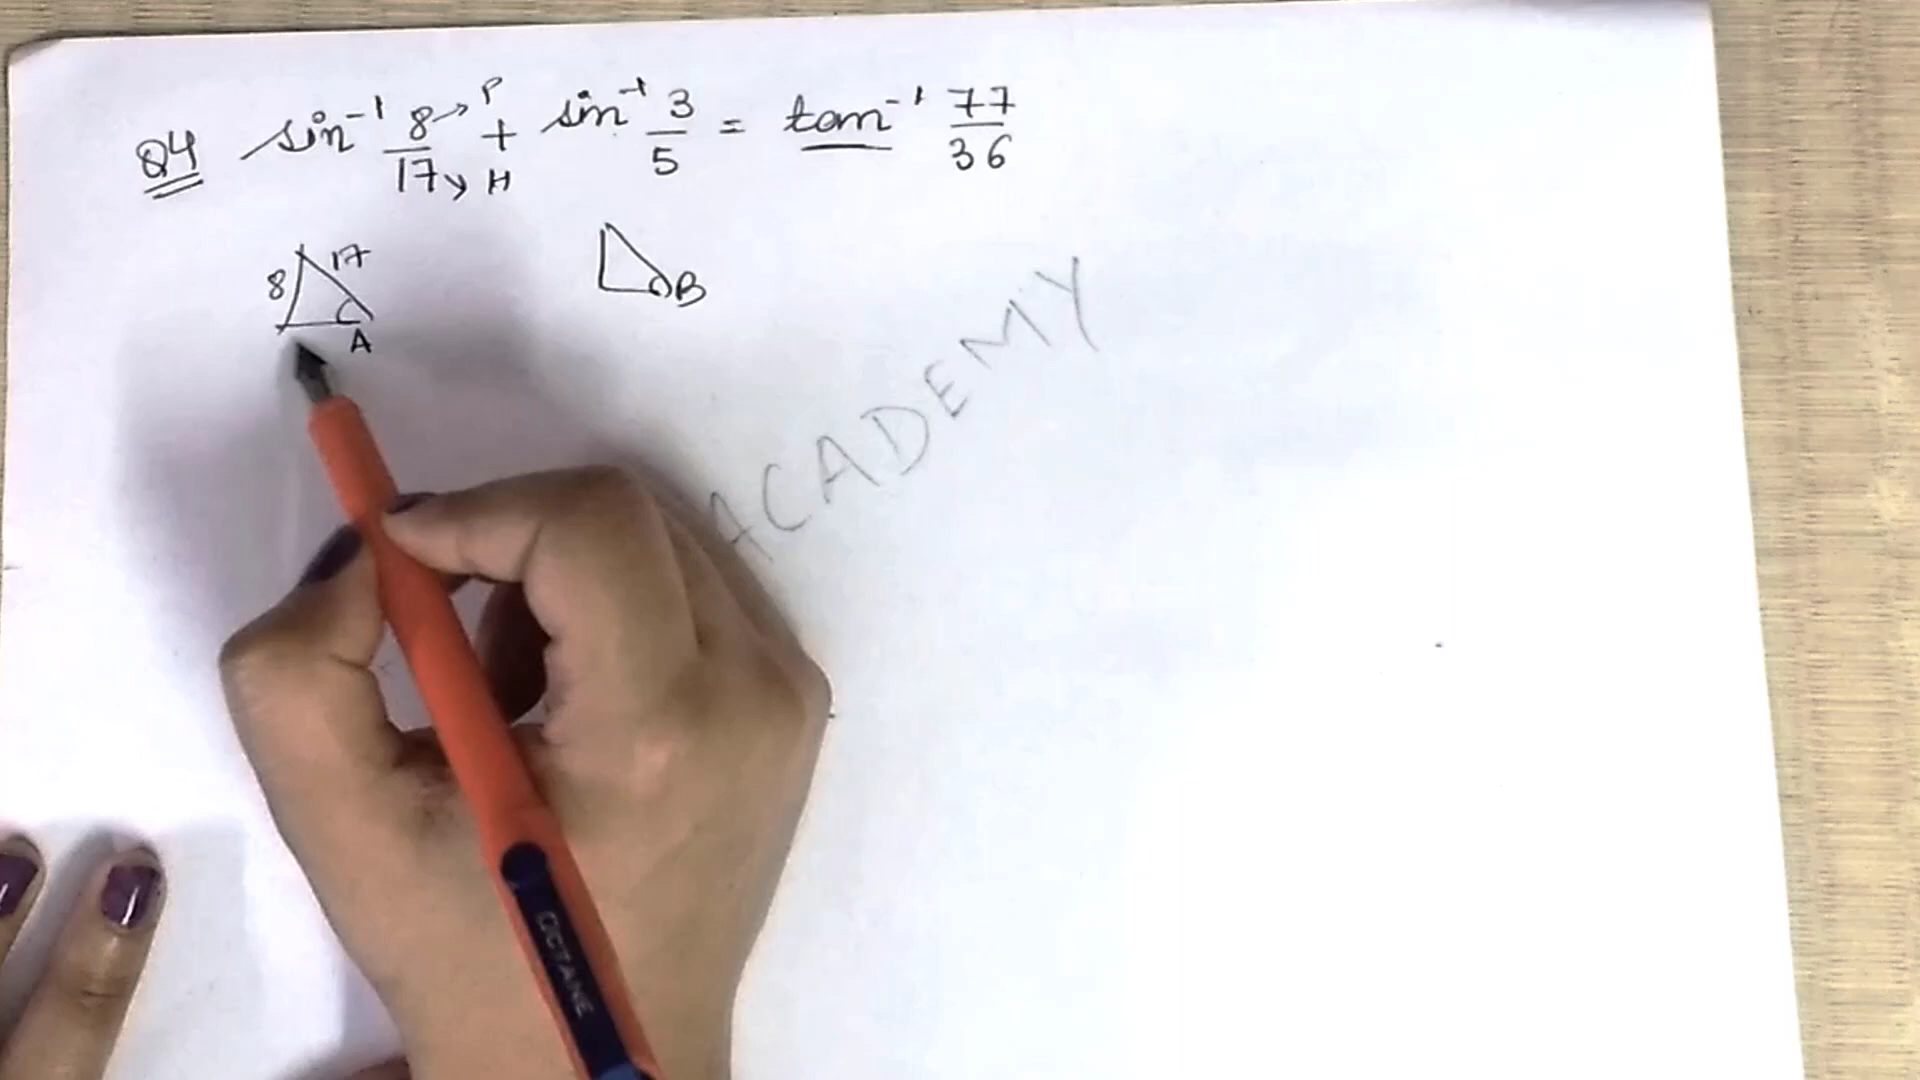 Q4 sin⁻¹ 8/17 + sin⁻¹ 3/5 = tan⁻¹ 77/36
→ P
→ H
8 17
A
B
ACADEMY
OCTANE